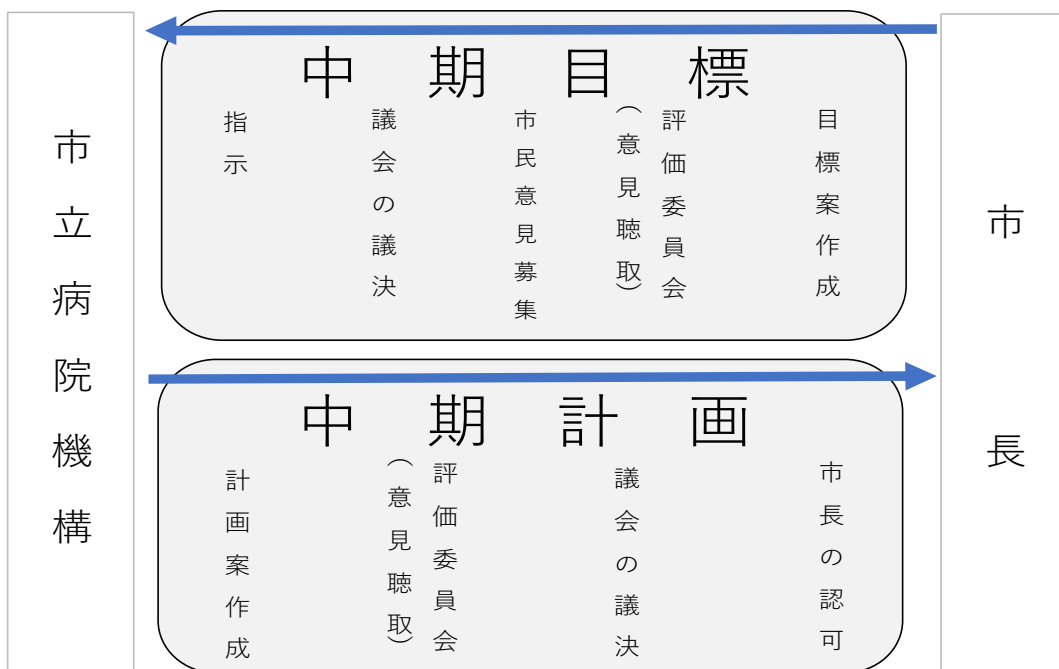 市立病院機構
中期目標
指示
議会の議決
市民意見募集
評価委員会
（意見聴取）
目標案作成
中期計画
計画案作成
評価委員会
（意見聴取）
議会の議決
市長の認可
市長